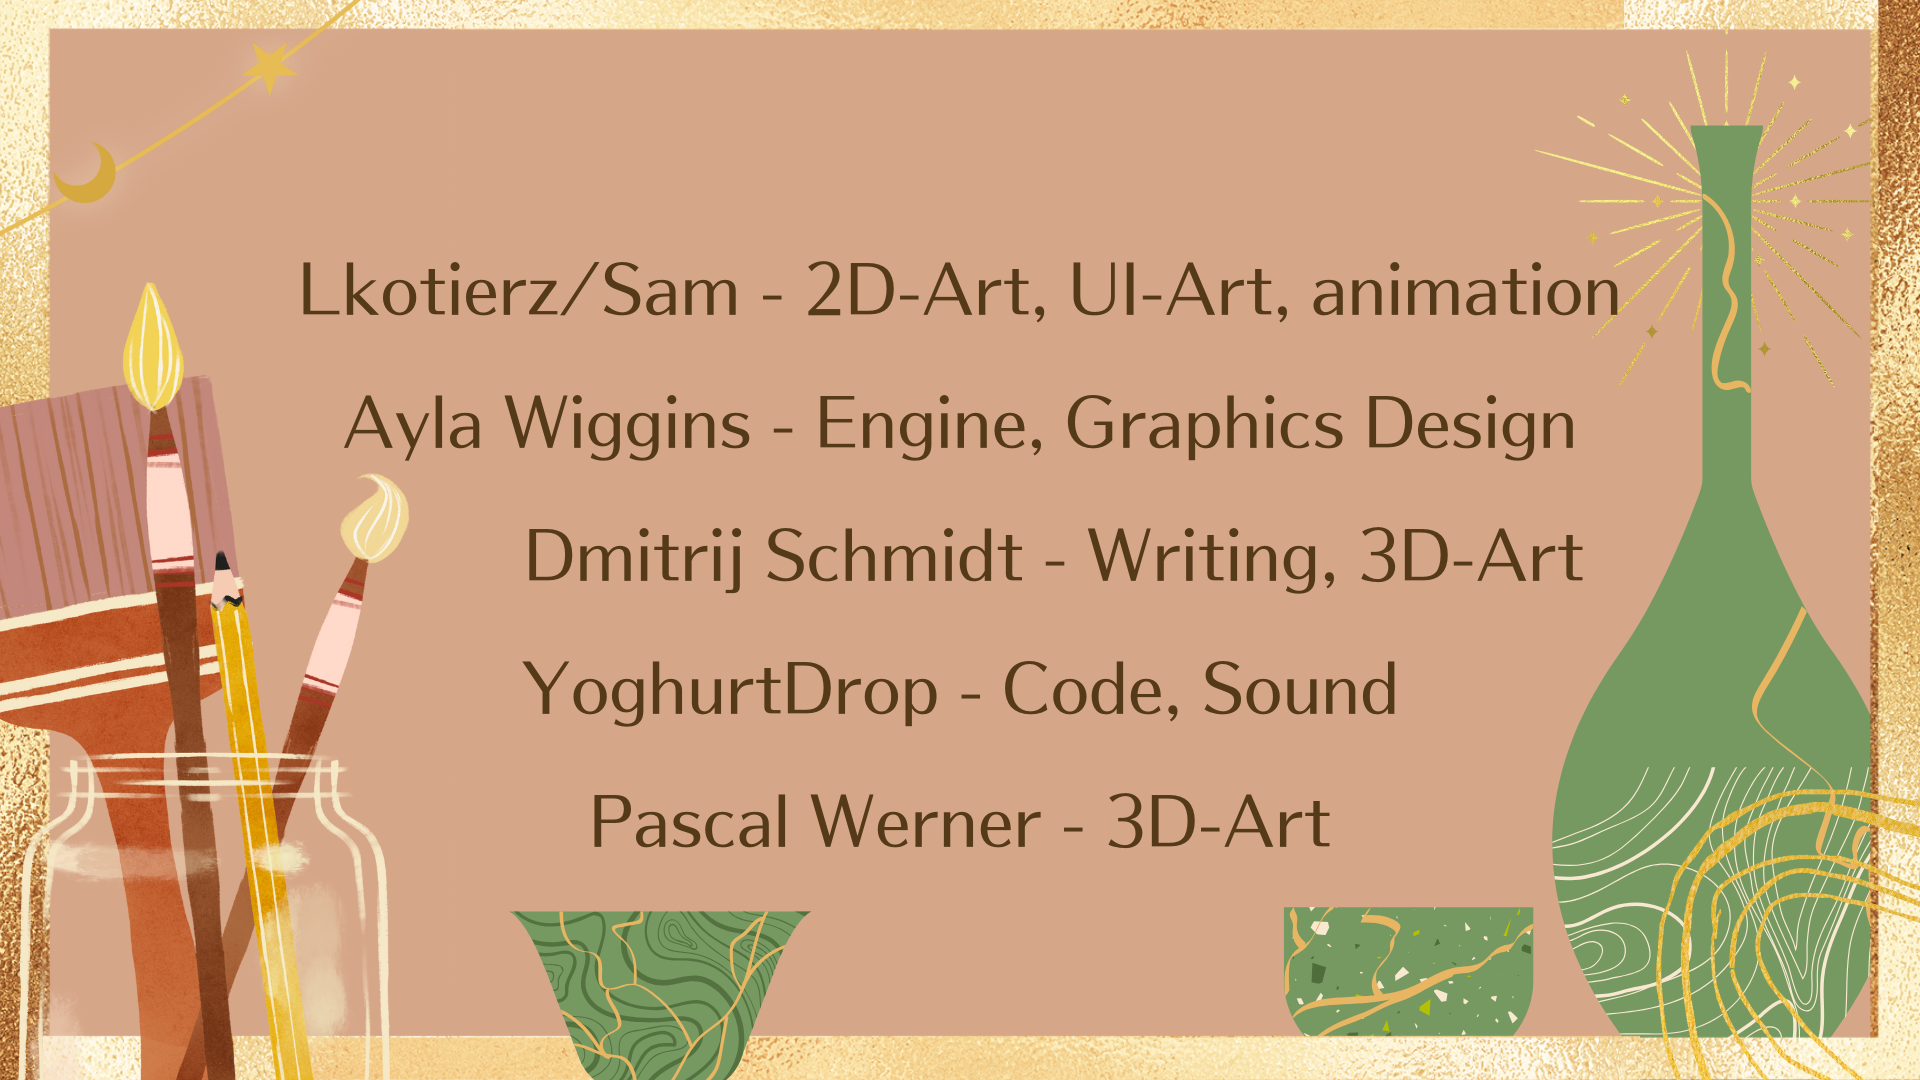 Lkotierz/Sam - 2D-Art, UI-Art, animation
Ayla Wiggins - Engine, Graphics Design
Dmitrij Schmidt - Writing, 3D-Art
YoghurtDrop - Code, Sound
Pascal Werner - 3D-Art